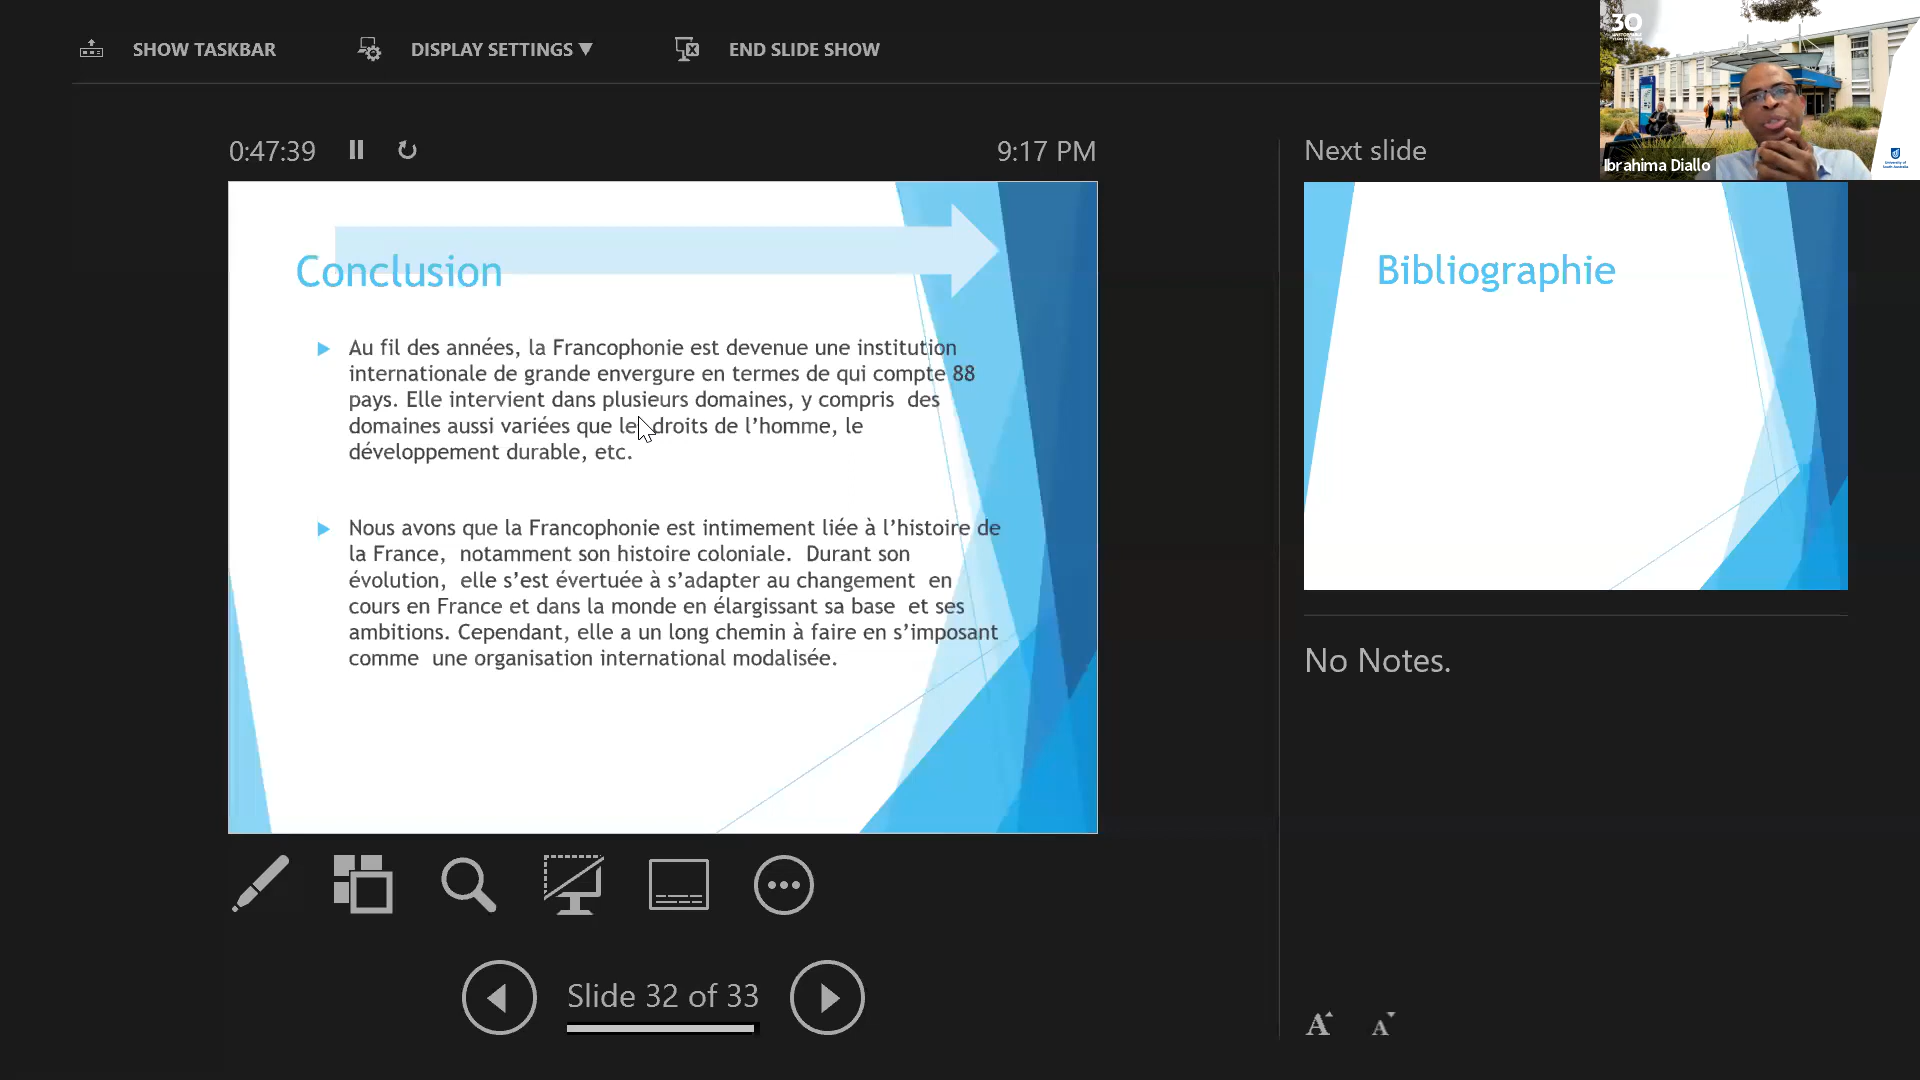 SHOW TASKBAR
DISPLAY SETTINGS ▼
END SLIDE SHOW
30
Ibrahima Diallo
University of
South Australia
0:47:39
9:17 PM
Conclusion
Au fil des années, la Francophonie est devenue une institution
internationale de grande envergure en termes de qui compte 88
pays. Elle intervient dans plusieurs domaines, y compris des
domaines aussi variées que le droits de l’homme, le
développement durable, etc.
Nous avons que la Francophonie est intimement liée à l’histoire de
la France, notamment son histoire coloniale. Durant son
évolution, elle s’est évertuée à s’adapter au changement en
cours en France et dans la monde en élargissant sa base et ses
ambitions. Cependant, elle a un long chemin à faire en s’imposant
comme une organisation international modalisée.
Slide 32 of 33
Next slide
Bibliographie
No Notes.
A A